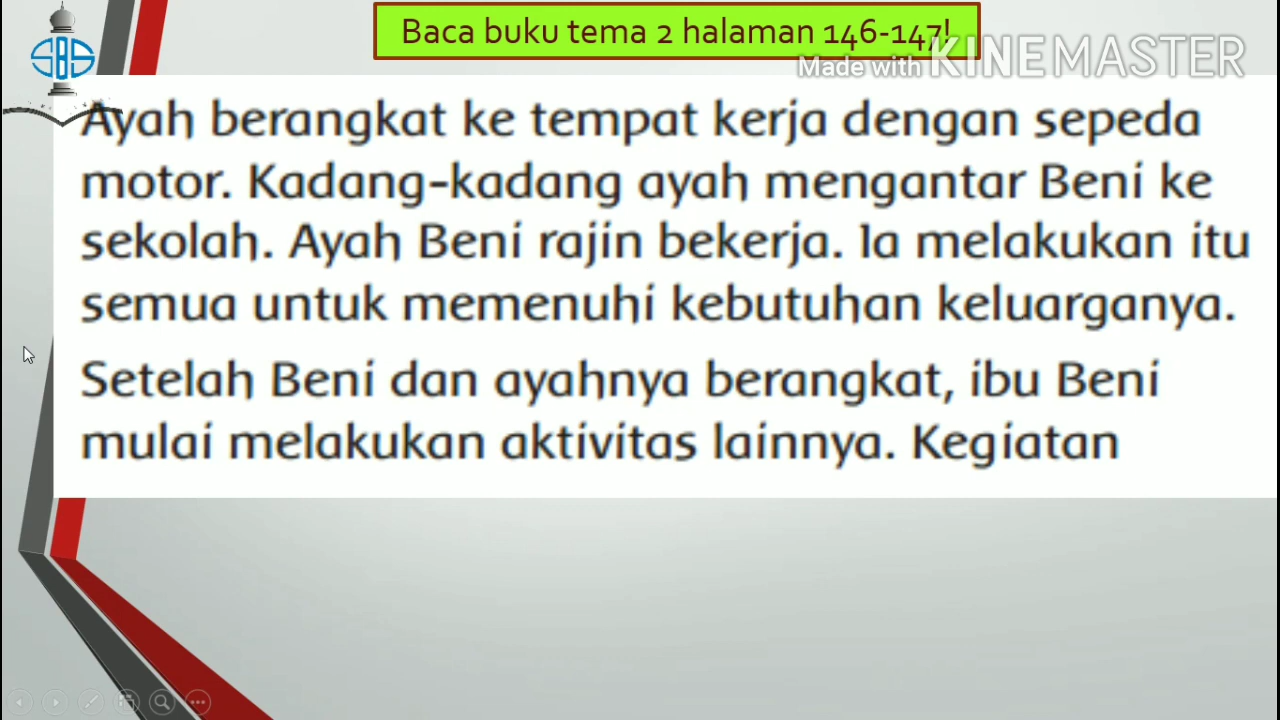 Baca buku tema 2 halaman 146-147!
Made with KINEMASTER
SBS
Ayah berangkat ke tempat kerja dengan sepeda
motor. Kadang-kadang ayah mengantar Beni ke
sekolah. Ayah Beni rajin bekerja. Ia melakukan itu
semua untuk memenuhi kebutuhan keluarganya.
Setelah Beni dan ayahnya berangkat, ibu Beni
mulai melakukan aktivitas lainnya. Kegiatan